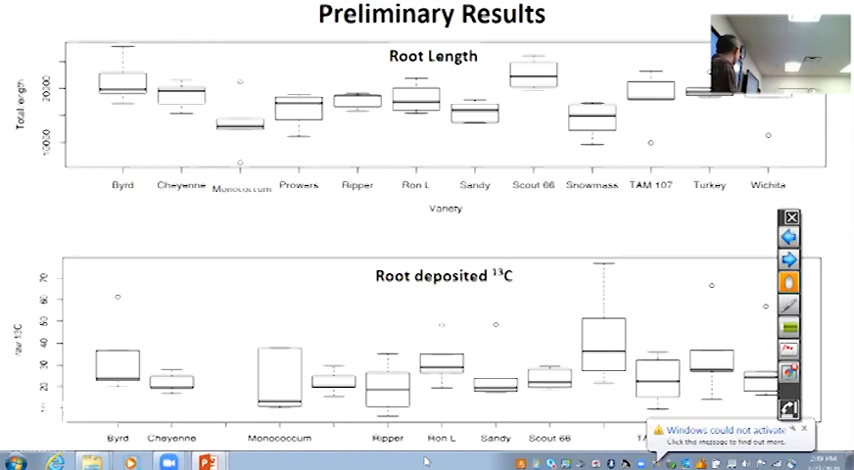 Preliminary Results
Root Length
Total length
20000
10000
Byrd Cheyenne Monococcum Prowers Ripper Ron L Sandy Scout 66 Snowmass TAM 107 Turkey Wichita
Variety
Root deposited ¹³C
raw 13C
70
60
50
40
30
20
Byrd Cheyenne Monococcum Ripper Ron L Sandy Scout 66
Windows could not activate
Click this message to find out more.